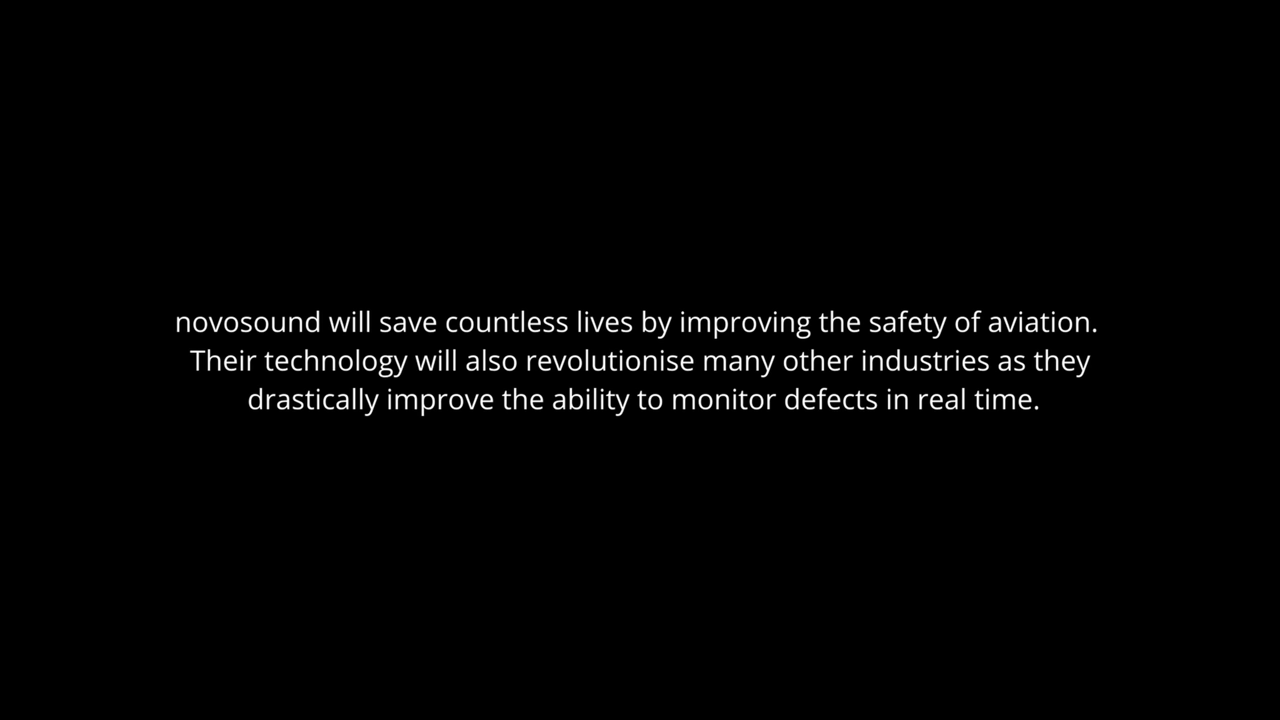 novosound will save countless lives by improving the safety of aviation.
Their technology will also revolutionise many other industries as they
drastically improve the ability to monitor defects in real time.